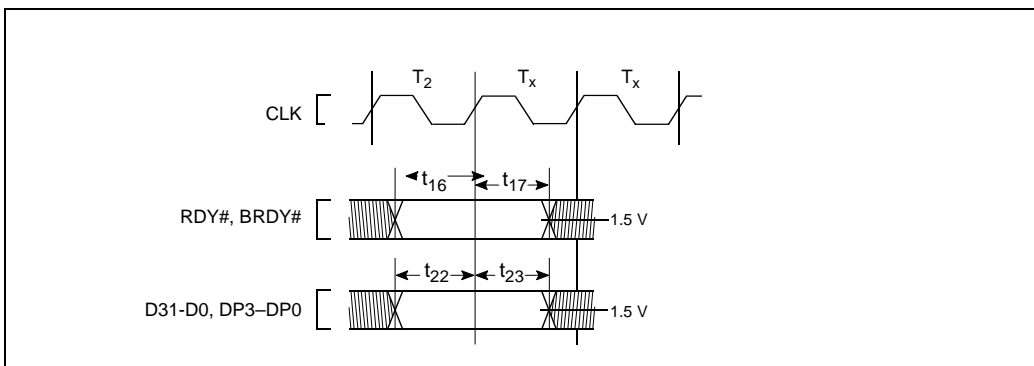 T2 Tx Tx
CLK
t16 t17
RDY#, BRDY# 1.5 V
t22 t23
D31-D0, DP3–DP0 1.5 V